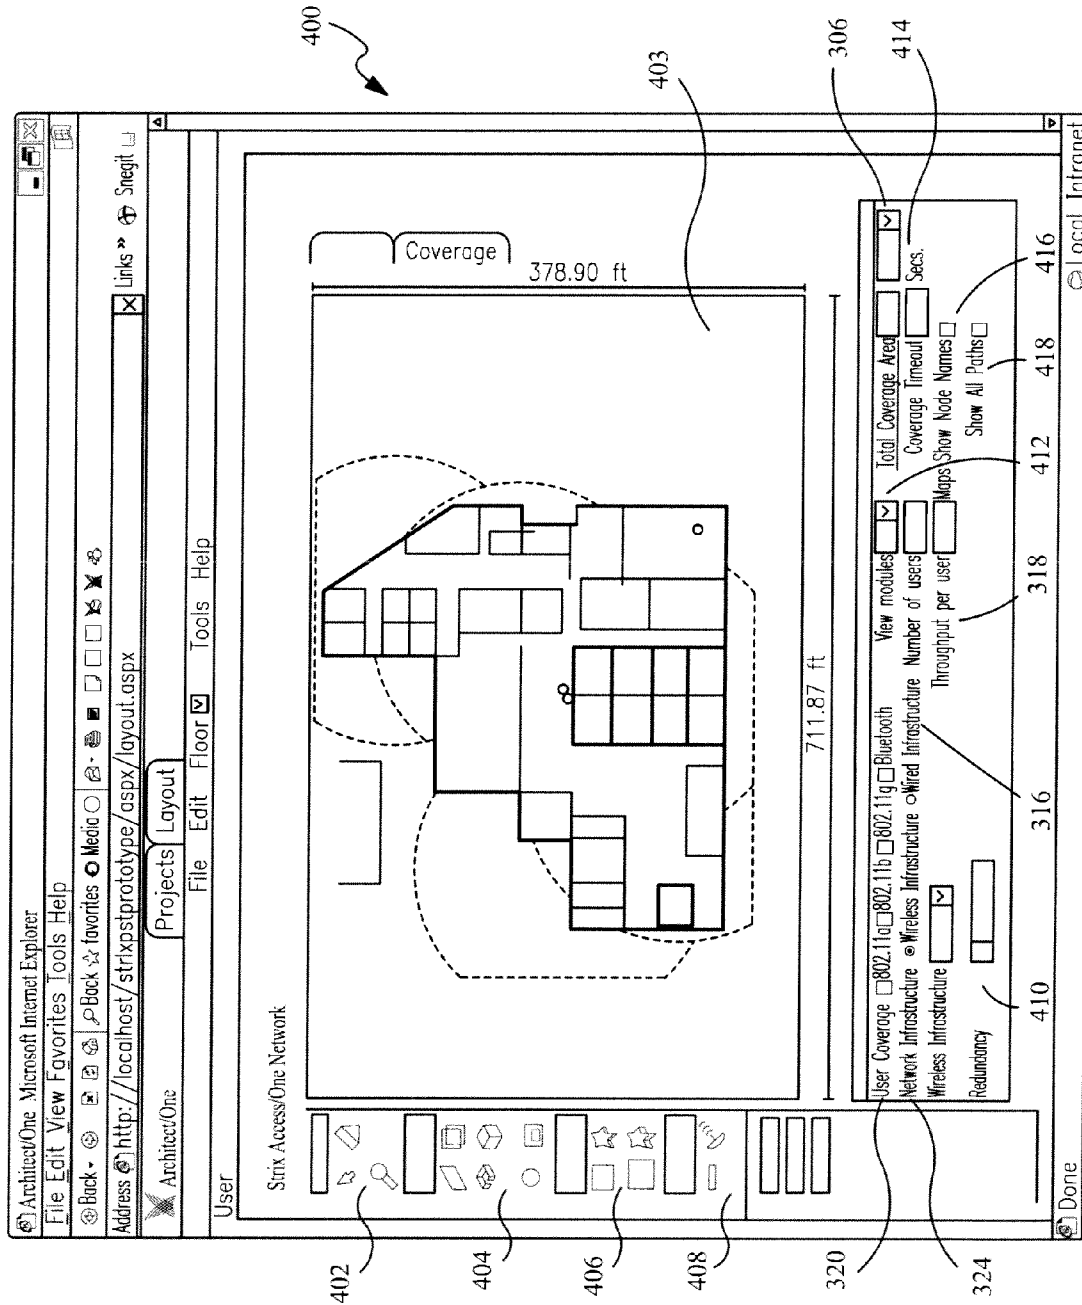 400
Architect/One Microsoft Internet Explorer
File Edit View Favorites Tools Help
Back Back favorites Media
Address http://localhost/strixpstprototype/aspx/layout.aspx Links » Snegit
Architect/One Projects Layout
File Edit Floor Tools Help
User
Strix Access/One Network
Coverage
378.90 ft
711.87 ft
403
402
404
406
408
User Coverage 802.11a 802.11b 802.11g Bluetooth View modules Total Coverage Area
Network Infrastructure Wireless Infrastructure Wired Infrastructure Number of users Coverage Timeout Secs.
Wireless Infrastructure Throughput per user Maps Show Node Names
Redundancy Show All Paths
320
324
410
316
318
412
418
416
414
306
Done Local Intranet